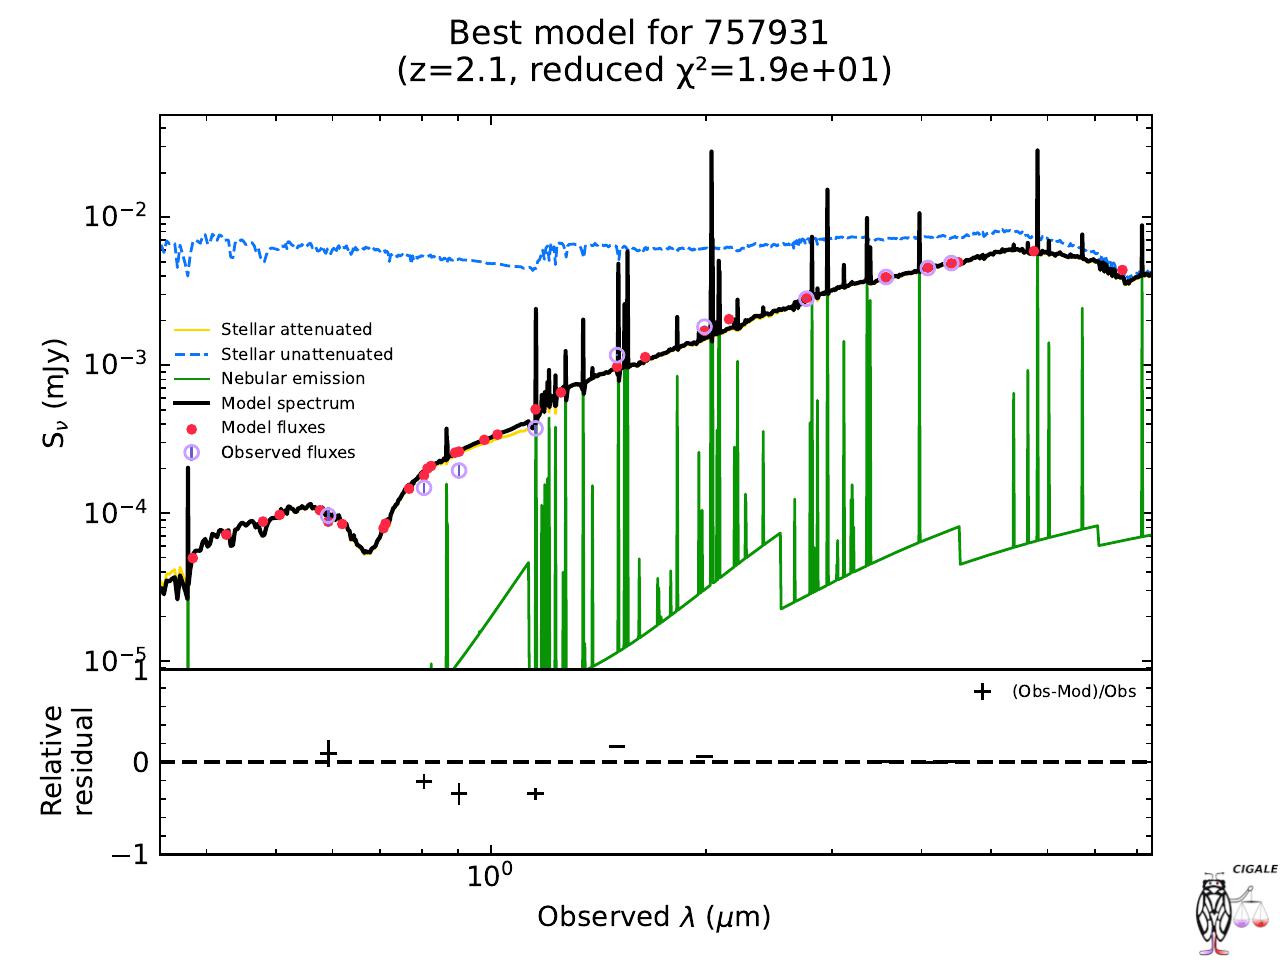 Best model for 757931
(z=2.1, reduced χ²=1.9e+01)
10⁻²
10⁻³
10⁻⁴
10⁻⁵
S_ν (mJy)
Stellar attenuated
Stellar unattenuated
Nebular emission
Model spectrum
Model fluxes
Observed fluxes
1
0
−1
Relative
residual
(Obs-Mod)/Obs
10⁰
Observed λ (μm)
CIGALE